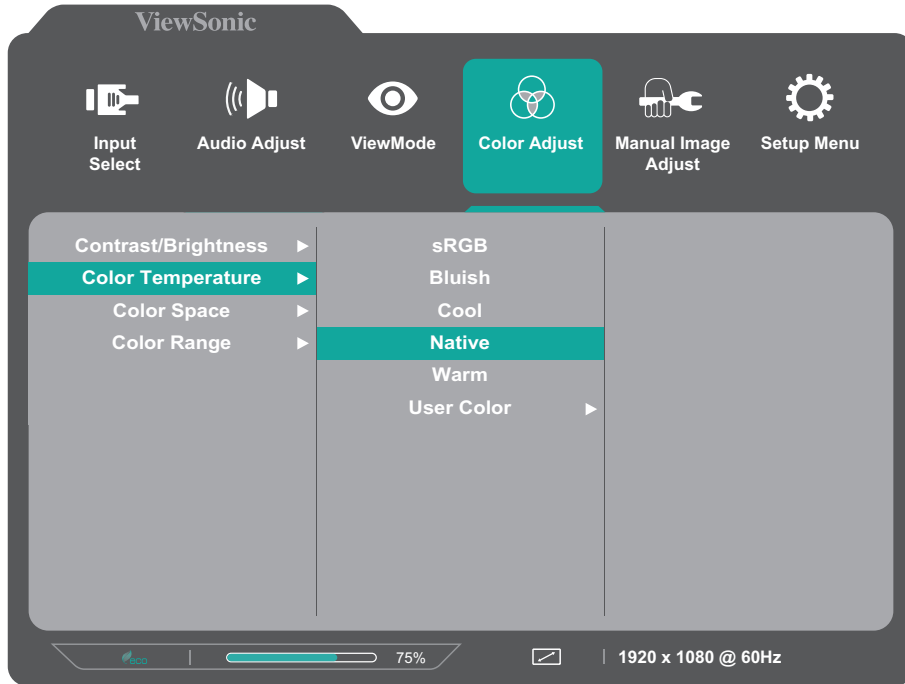 ViewSonic
Input
Select
Audio Adjust
ViewMode
Color Adjust
Manual Image
Adjust
Setup Menu
Contrast/Brightness
Color Temperature
Color Space
Color Range
sRGB
Bluish
Cool
Native
Warm
User Color
eco
75%
1920 x 1080 @ 60Hz